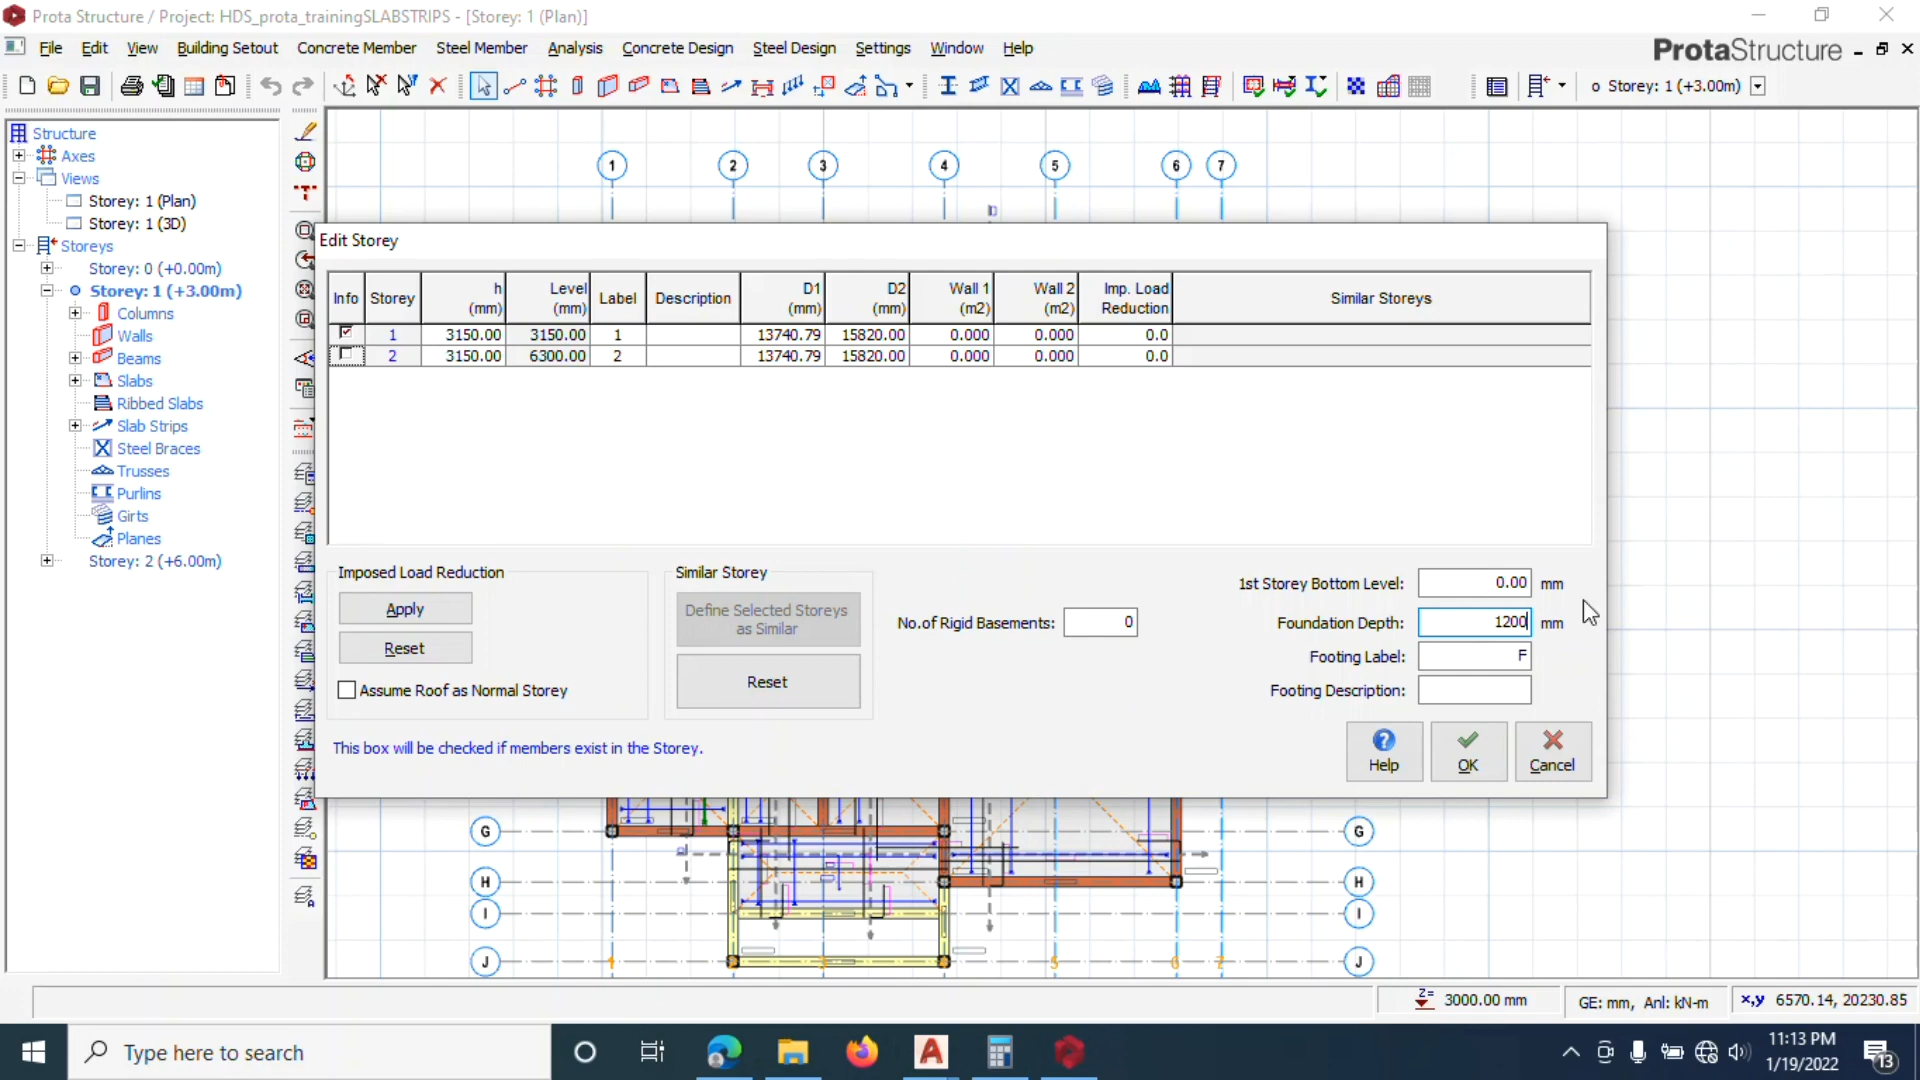 Prota Structure / Project: HDS_prota_trainingSLABSTRIPS - [Storey: 1 (Plan)]
File Edit View Building Setout Concrete Member Steel Member Analysis Concrete Design Steel Design Settings Window Help
ProtaStructure
o Storey: 1 (+3.00m)
Structure
Axes
Views
Storey: 1 (Plan)
Storey: 1 (3D)
Storeys
Storey: 0 (+0.00m)
Storey: 1 (+3.00m)
Columns
Walls
Beams
Slabs
Ribbed Slabs
Slab Strips
Steel Braces
Trusses
Purlins
Girts
Planes
Storey: 2 (+6.00m)
1 2 3 4 5 6 7
Edit Storey
Info Storey h (mm) Level (mm) Label Description D1 (mm) D2 (mm) Wall 1 (m2) Wall 2 (m2) Imp. Load Reduction Similar Storeys
1 3150.00 3150.00 1 13740.79 15820.00 0.000 0.000 0.0
2 3150.00 6300.00 2 13740.79 15820.00 0.000 0.000 0.0
Imposed Load Reduction
Apply
Reset
Assume Roof as Normal Storey
Similar Storey
Define Selected Storeys as Similar
Reset
No.of Rigid Basements: 0
1st Storey Bottom Level: 0.00 mm
Foundation Depth: 1200 mm
Footing Label: F
Footing Description:
This box will be checked if members exist in the Storey.
Help OK Cancel
G G
H H
I I
J J
1 2 3 4 5 6 7
Z= 3000.00 mm GE: mm, Anl: kN-m x,y 6570.14, 20230.85
Type here to search
11:13 PM
1/19/2022
13